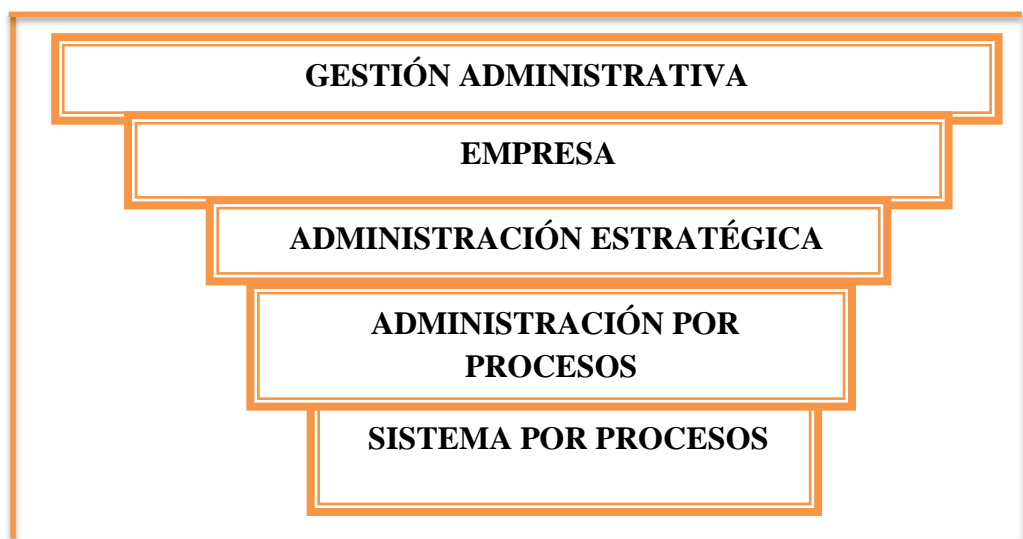 GESTIÓN ADMINISTRATIVA
EMPRESA
ADMINISTRACIÓN ESTRATÉGICA
ADMINISTRACIÓN POR
PROCESOS
SISTEMA POR PROCESOS